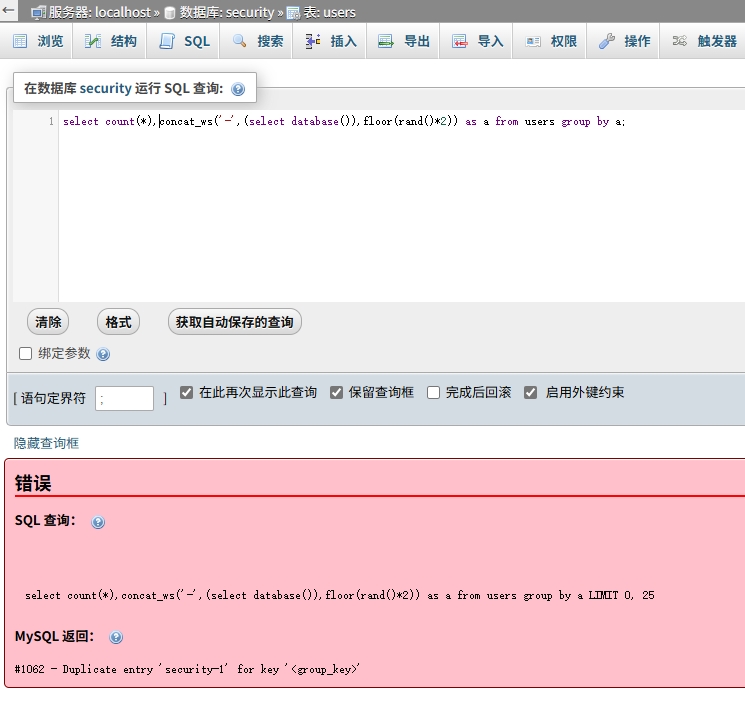 服务器: localhost » 数据库: security » 表: users
浏览 结构 SQL 搜索 插入 导出 导入 权限 操作 触发器
在数据库 security 运行 SQL 查询:
1 select count(*),concat_ws('-',(select database()),floor(rand()*2)) as a from users group by a;
清除 格式 获取自动保存的查询
绑定参数
[ 语句定界符 ; ] 在此再次显示此查询 保留查询框 完成后回滚 启用外键约束
隐藏查询框
错误
SQL 查询：
select count(*),concat_ws('-',(select database()),floor(rand()*2)) as a from users group by a LIMIT 0, 25
MySQL 返回：
#1062 - Duplicate entry 'security-1' for key '<group_key>'